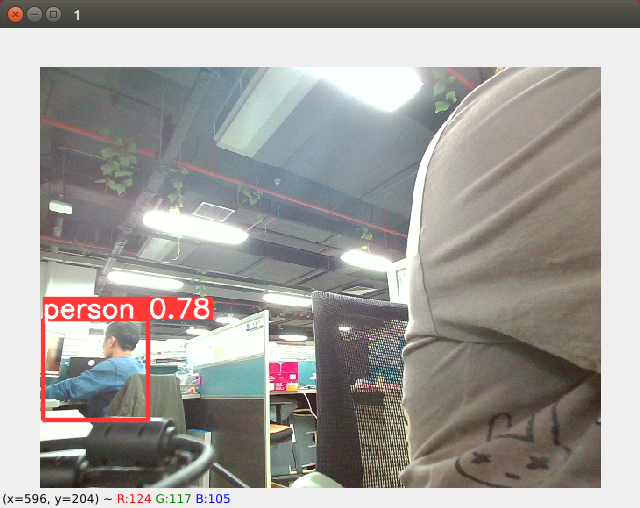 1
person 0.78
(x=596, y=204) ~ R:124 G:117 B:105